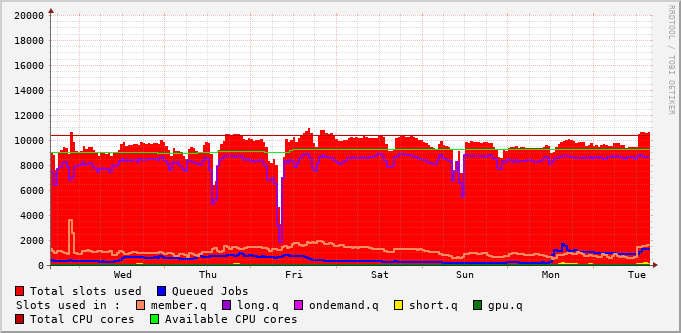 20000
18000
16000
14000
12000
10000
8000
6000
4000
2000
0
Wed Thu Fri Sat Sun Mon Tue
RRDTOOL / TOBI OETIKER
Total slots used Queued Jobs
Slots used in : member.q long.q ondemand.q short.q gpu.q
Total CPU cores Available CPU cores